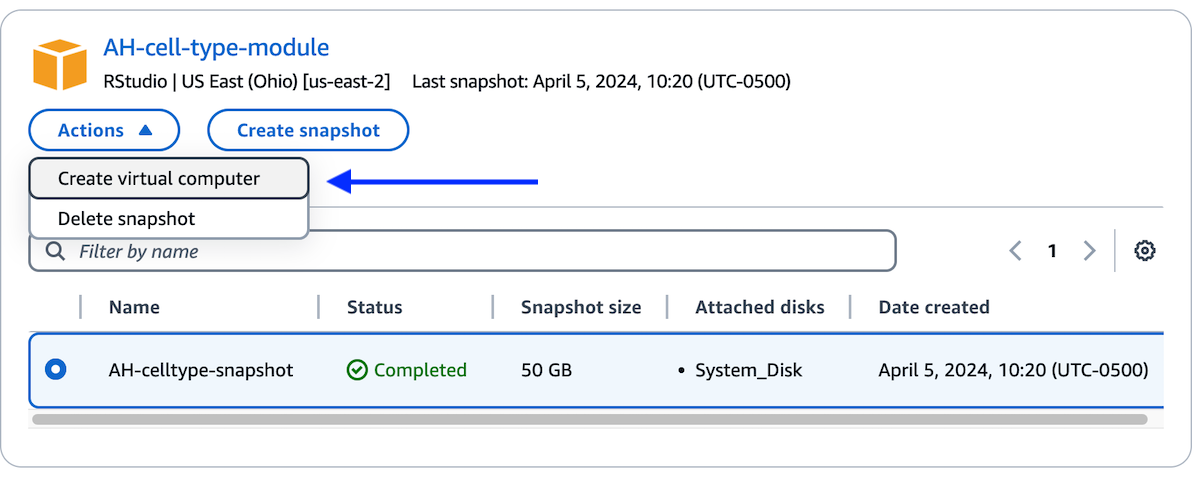 AH-cell-type-module
RStudio | US East (Ohio) [us-east-2] Last snapshot: April 5, 2024, 10:20 (UTC-0500)
Actions Create snapshot
Create virtual computer
Delete snapshot
Filter by name 1
Name Status Snapshot size Attached disks Date created
AH-celltype-snapshot Completed 50 GB • System_Disk April 5, 2024, 10:20 (UTC-0500)